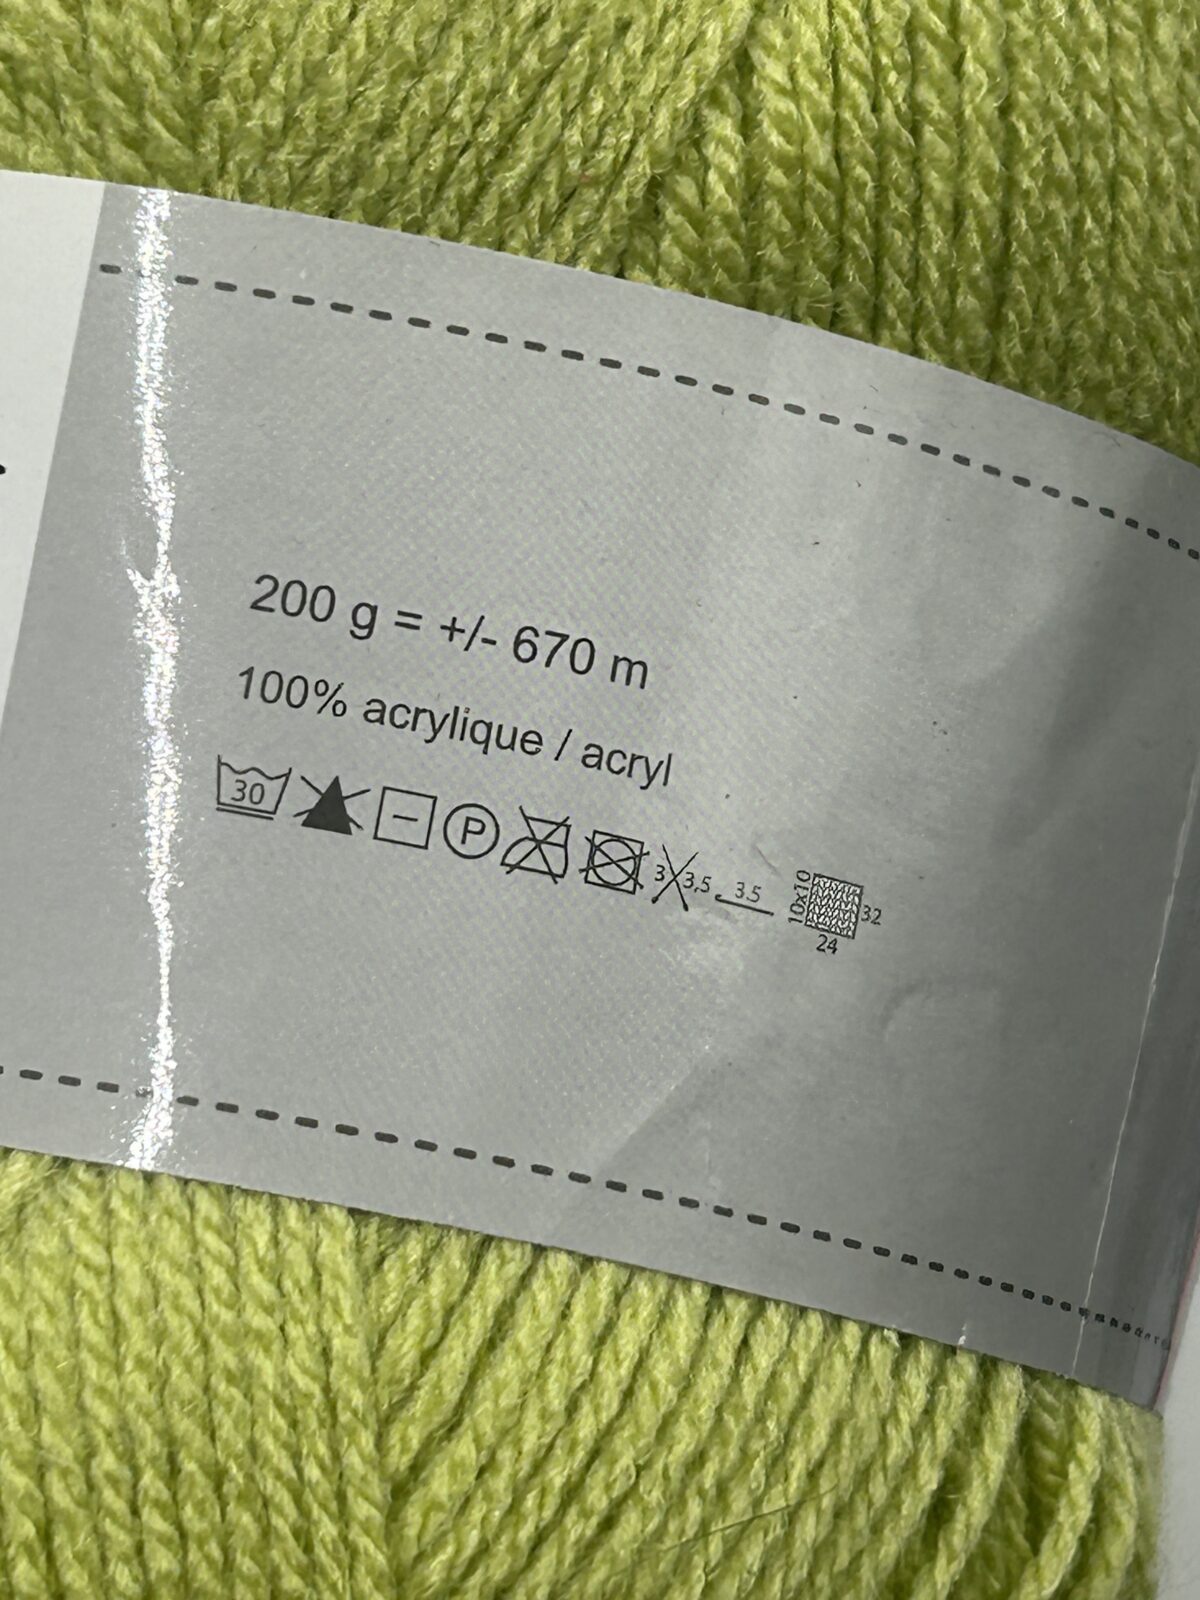 200 g = +/- 670 m
100% acrylique / acryl
30 P 3 3,5 3.5 10x10 32
24